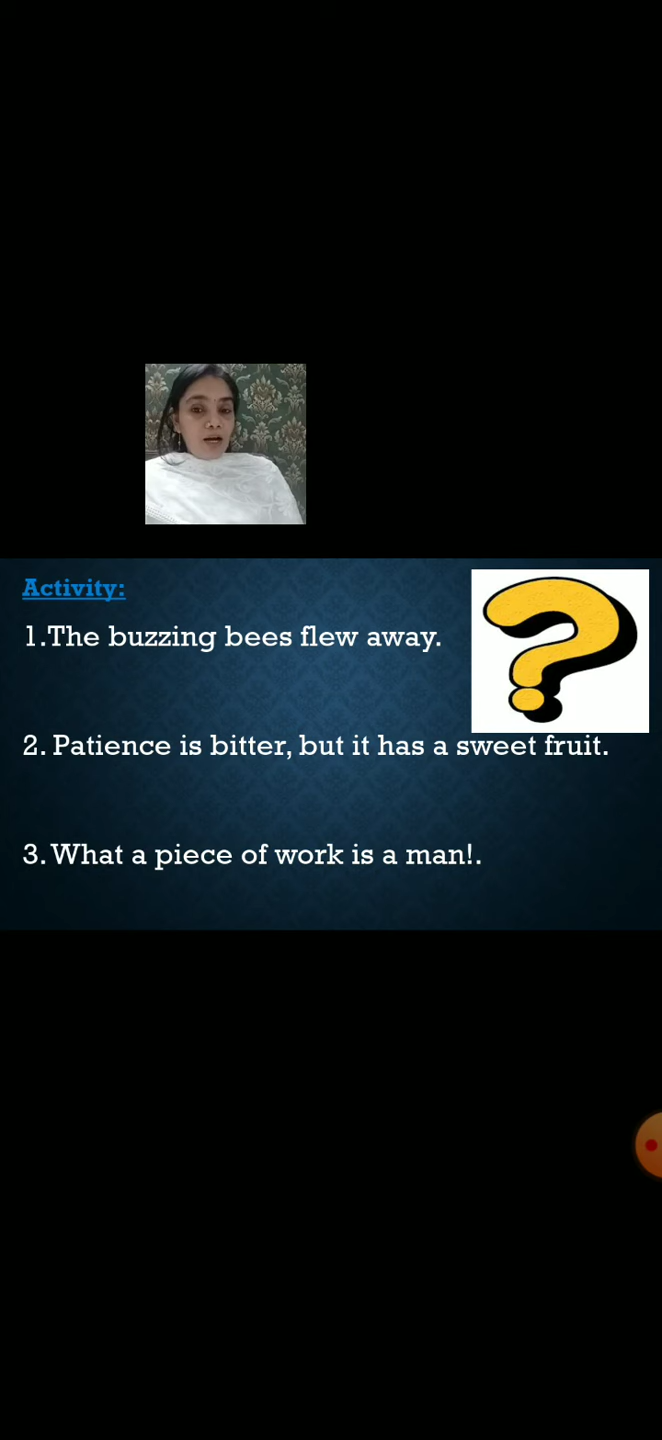 Activity:
1.The buzzing bees flew away.
2. Patience is bitter, but it has a sweet fruit.
3. What a piece of work is a man!.